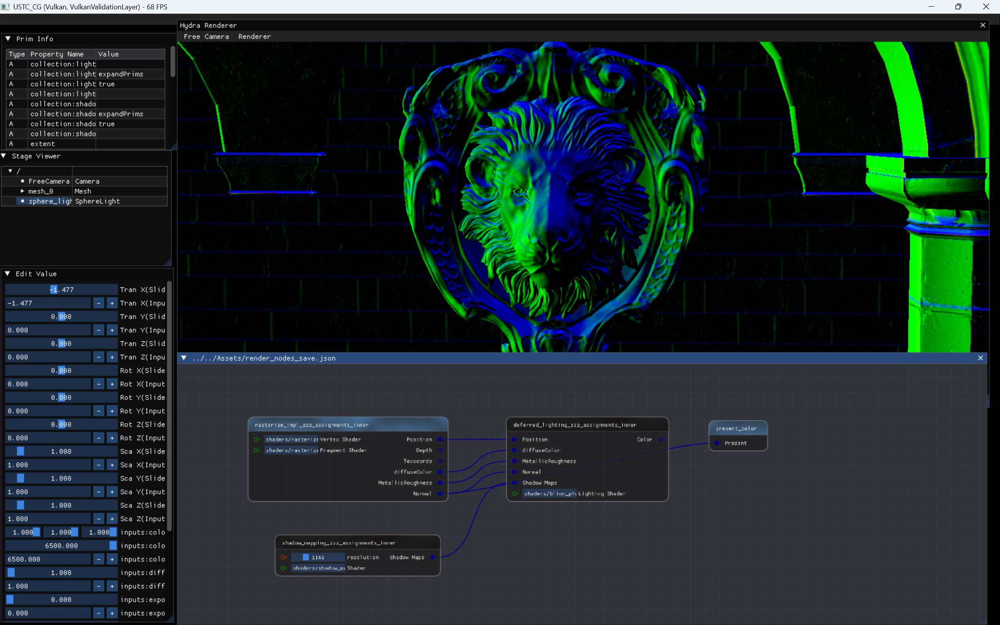 USTC_CG (Vulkan, VulkanValidationLayer) - 68 FPS
Prim Info
Type Property Name Value
A collection:light
A collection:light expandPrims
A collection:light true
A collection:light
A collection:shado
A collection:shado expandPrims
A collection:shado true
A collection:shado
A extent
Stage Viewer
/
FreeCamera Camera
mesh_0 Mesh
sphere_ligh SphereLight
Edit Value
-1.477 Tran X(Slid
-1.477 - + Tran X(Inpu
0.000 Tran Y(Slid
0.000 - + Tran Y(Inpu
0.000 Tran Z(Slid
0.000 - + Tran Z(Inpu
0.000 Rot X(Slide
0.000 - + Rot X(Input
0.000 Rot Y(Slide
0.000 - + Rot Y(Input
0.000 Rot Z(Slide
0.000 - + Rot Z(Input
1.000 Sca X(Slide
1.000 - + Sca X(Input
1.000 Sca Y(Slide
1.000 - + Sca Y(Input
1.000 Sca Z(Slide
1.000 - + Sca Z(Input
1.000 1.000 1.000 inputs:colo
6500.000 inputs:colo
6500.000 - + inputs:colo
1.000 inputs:diff
1.000 - + inputs:diff
0.000 inputs:expo
0.000 - + inputs:expo
Hydra Renderer
Free Camera Renderer
../../Assets/render_nodes_save.json
rasterize_impl_zzz_assignments_inner
shaders/rasterize Vertex Shader Position
shaders/rasterize Fragment Shader Depth
Texcoords
diffuseColor
MetallicRoughness
Normal
deferred_lighting_zzz_assignments_inner
Position Color
diffuseColor
MetallicRoughness
Normal
Shadow Maps
shaders/blinn_pho Lighting Shader
present_color
Present
shadow_mapping_zzz_assignments_inner
1161 resolution Shadow Maps
shaders/shadow_ma Shader